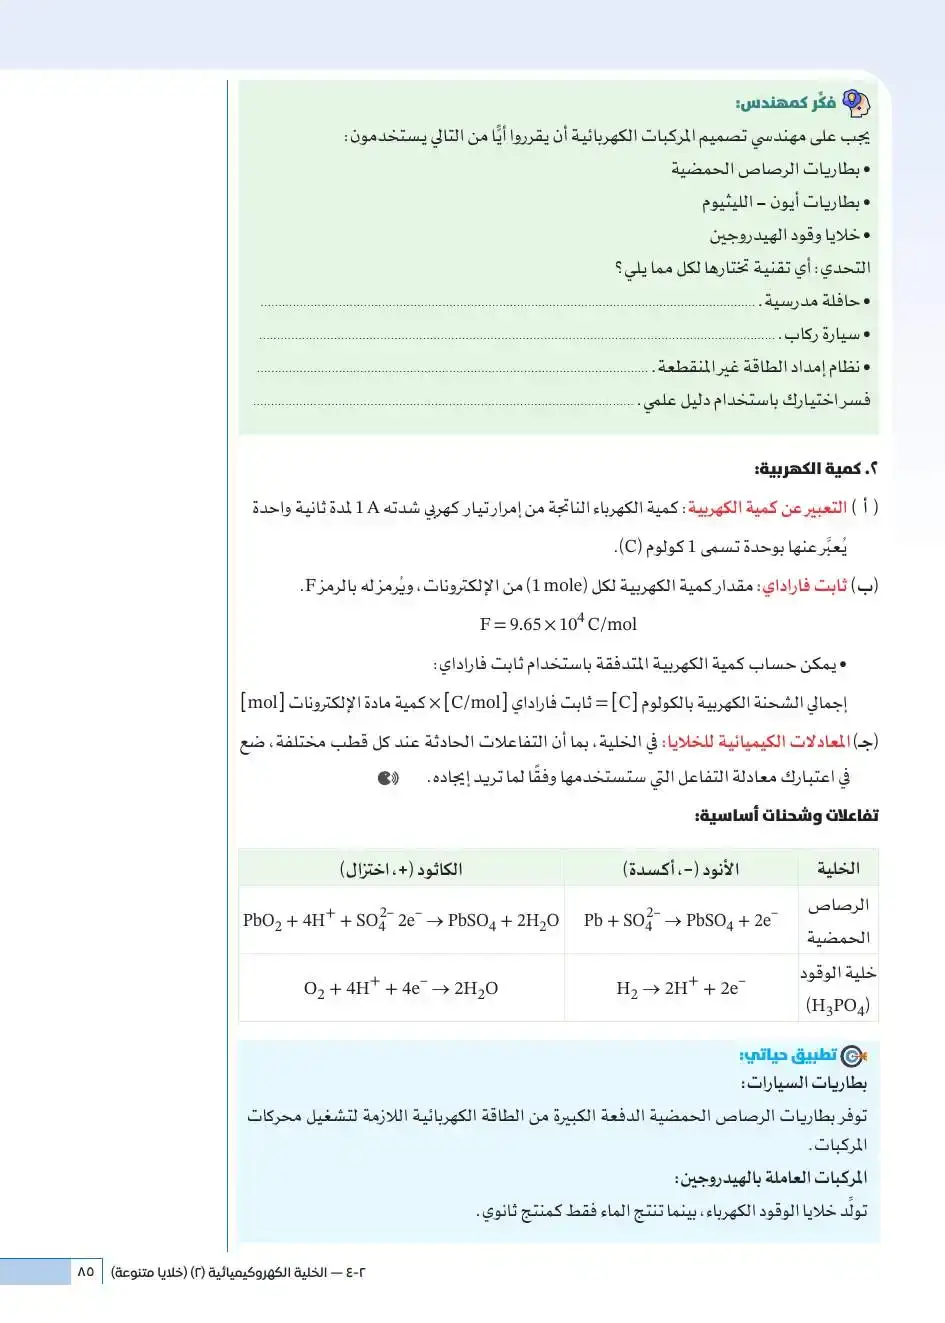 فكِّر كمهندس:
يجب على مهندسي تصميم المركبات الكهربائية أن يقرروا أيًّا من التالي يستخدمون:
• بطاريات الرصاص الحمضية
• بطاريات أيون – الليثيوم
• خلايا وقود الهيدروجين
التحدي: أي تقنية تختارها لكل مما يلي؟
• حافلة مدرسية. ........................................
• سيارة ركاب. ........................................
• نظام إمداد الطاقة غير المنقطعة. ........................................
فسر اختيارك باستخدام دليل علمي. ........................................
٢. كمية الكهربية:
( أ ) التعبير عن كمية الكهربية: كمية الكهرباء الناتجة من إمرار تيار كهربي شدته 1 A لمدة ثانية واحدة
يُعبَّر عنها بوحدة تسمى 1 كولوم (C).
(ب) ثابت فاراداي: مقدار كمية الكهربية لكل (1 mole) من الإلكترونات، ويُرمز له بالرمز F.
F = 9.65 × 10⁴ C/mol
• يمكن حساب كمية الكهربية المتدفقة باستخدام ثابت فاراداي:
إجمالي الشحنة الكهربية بالكولوم [C] = ثابت فاراداي [C/mol] × كمية مادة الإلكترونات [mol]
(جـ) المعادلات الكيميائية للخلايا: في الخلية، بما أن التفاعلات الحادثة عند كل قطب مختلفة، ضع
في اعتبارك معادلة التفاعل التي ستستخدمها وفقًا لما تريد إيجاده.
تفاعلات وشحنات أساسية:
الخلية الأنود (–، أكسدة) الكاثود (+، اختزال)
الرصاص الحمضية Pb + SO₄²⁻ → PbSO₄ + 2e⁻ PbO₂ + 4H⁺ + SO₄²⁻ 2e⁻ → PbSO₄ + 2H₂O
خلية الوقود (H₃PO₄) H₂ → 2H⁺ + 2e⁻ O₂ + 4H⁺ + 4e⁻ → 2H₂O
تطبيق حياتي:
بطاريات السيارات:
توفر بطاريات الرصاص الحمضية الدفعة الكبيرة من الطاقة الكهربائية اللازمة لتشغيل محركات
المركبات.
المركبات العاملة بالهيدروجين:
تولِّد خلايا الوقود الكهرباء، بينما تنتج الماء فقط كمنتج ثانوي.
٢-٤ — الخلية الكهروكيميائية (٢) (خلايا متنوعة) ٨٥